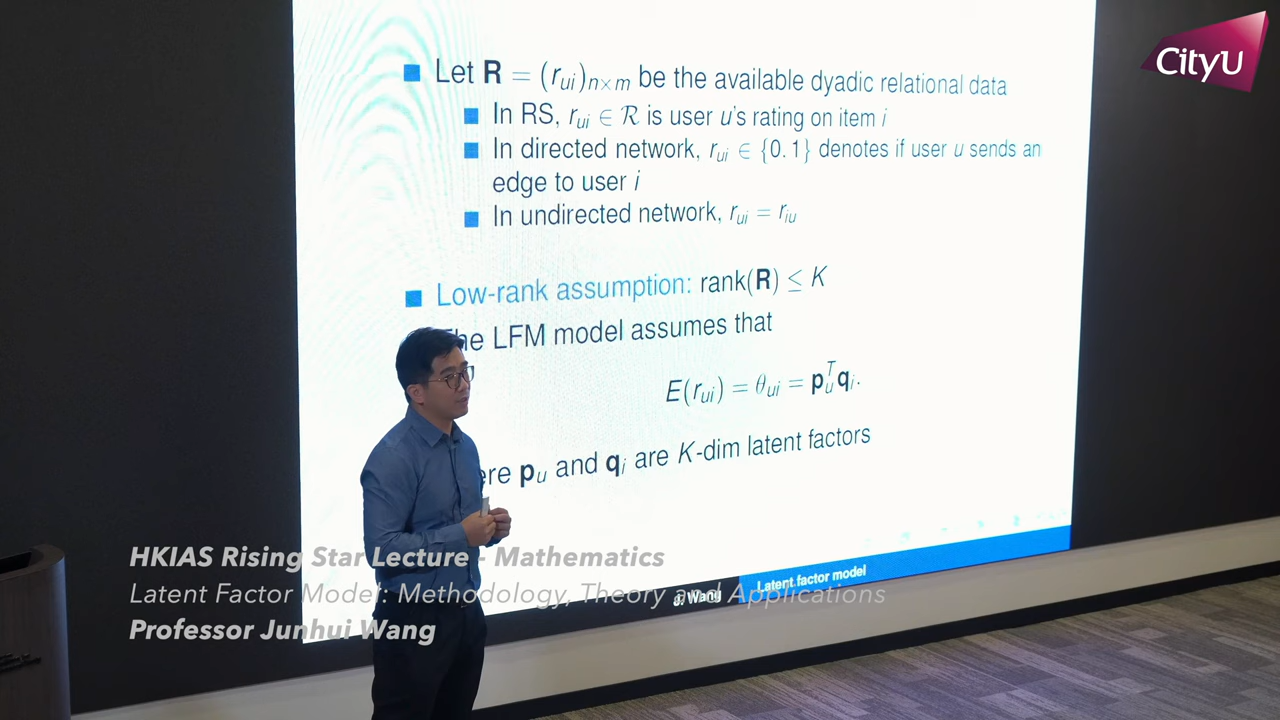 CityU
Let R = (r_ui)_n×m be the available dyadic relational data
In RS, r_ui ∈ R is user u's rating on item i
In directed network, r_ui ∈ {0, 1} denotes if user u sends an
edge to user i
In undirected network, r_ui = r_iu
Low-rank assumption: rank(R) ≤ K
he LFM model assumes that
E(r_ui) = θ_ui = p_u^T q_i.
ere p_u and q_i are K-dim latent factors
J. Wang
Latent factor model
HKIAS Rising Star Lecture - Mathematics
Latent Factor Model: Methodology, Theory and Applications
Professor Junhui Wang